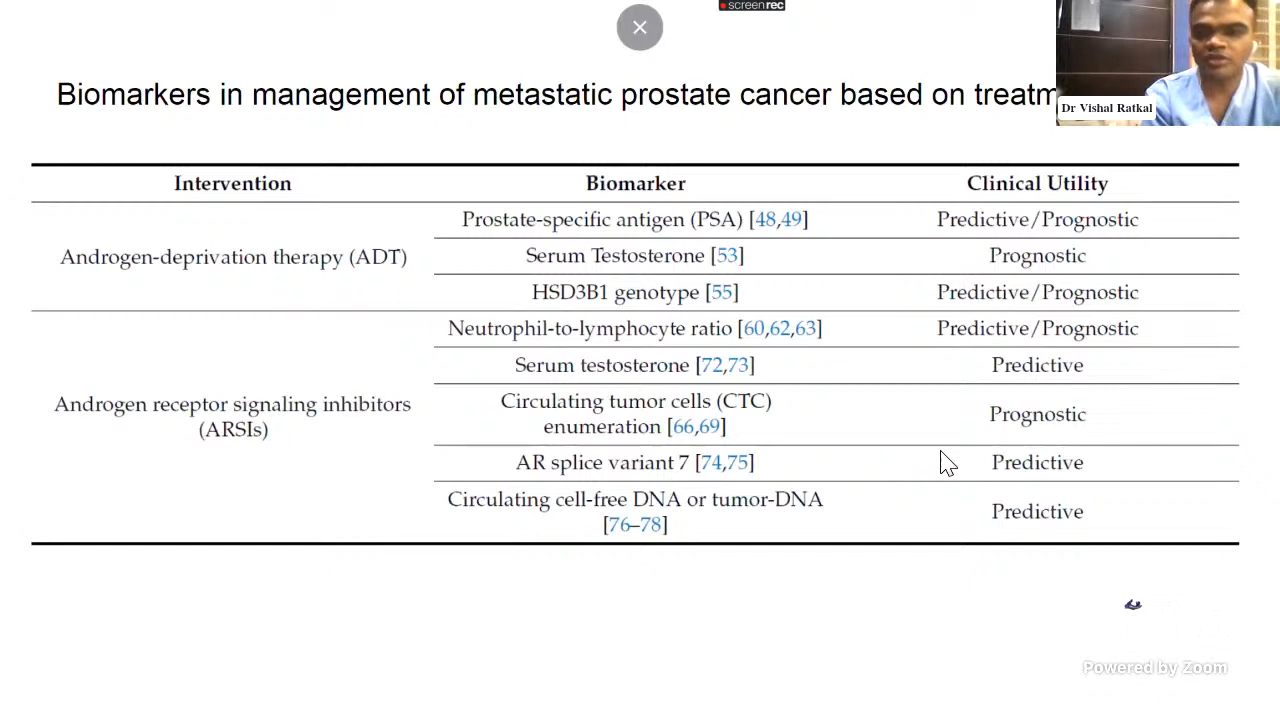 screenrec
Biomarkers in management of metastatic prostate cancer based on treatm
Dr Vishal Ratkal
Intervention Biomarker Clinical Utility
Androgen-deprivation therapy (ADT)
Prostate-specific antigen (PSA) [48,49] Predictive/Prognostic
Serum Testosterone [53] Prognostic
HSD3B1 genotype [55] Predictive/Prognostic
Androgen receptor signaling inhibitors
(ARSIs)
Neutrophil-to-lymphocyte ratio [60,62,63] Predictive/Prognostic
Serum testosterone [72,73] Predictive
Circulating tumor cells (CTC)
enumeration [66,69] Prognostic
AR splice variant 7 [74,75] Predictive
Circulating cell-free DNA or tumor-DNA
[76–78] Predictive
Powered by Zoom